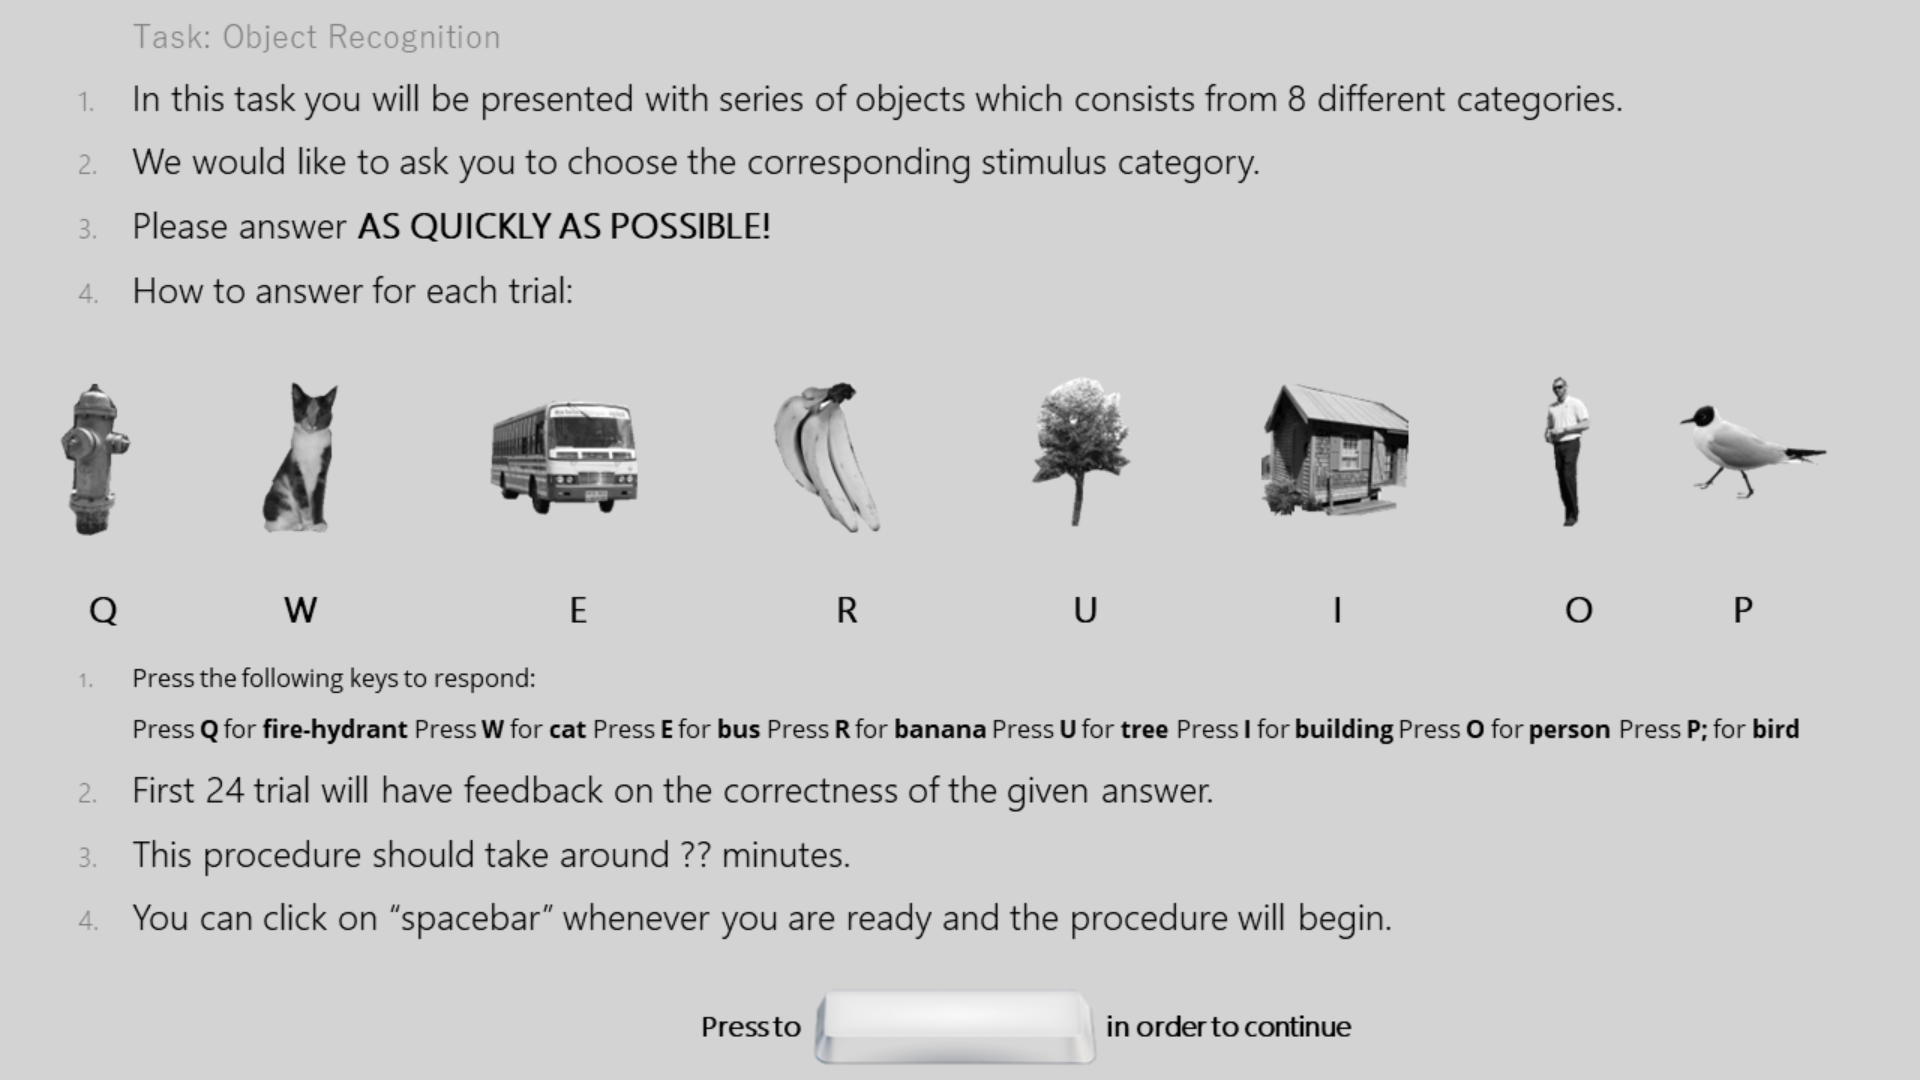 Task: Object Recognition
1. In this task you will be presented with series of objects which consists from 8 different categories.
2. We would like to ask you to choose the corresponding stimulus category.
3. Please answer AS QUICKLY AS POSSIBLE!
4. How to answer for each trial:
Q W E R U I O P
1. Press the following keys to respond:
Press Q for fire-hydrant Press W for cat Press E for bus Press R for banana Press U for tree Press I for building Press O for person Press P; for bird
2. First 24 trial will have feedback on the correctness of the given answer.
3. This procedure should take around ?? minutes.
4. You can click on “spacebar” whenever you are ready and the procedure will begin.
Press to in order to continue